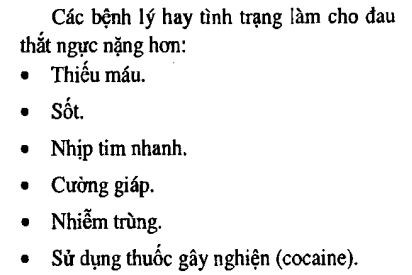 Các bệnh lý hay tình trạng làm cho đau
thắt ngực nặng hơn:
• Thiếu máu.
• Sốt.
• Nhịp tim nhanh.
• Cường giáp.
• Nhiễm trùng.
• Sử dụng thuốc gây nghiện (cocaine).